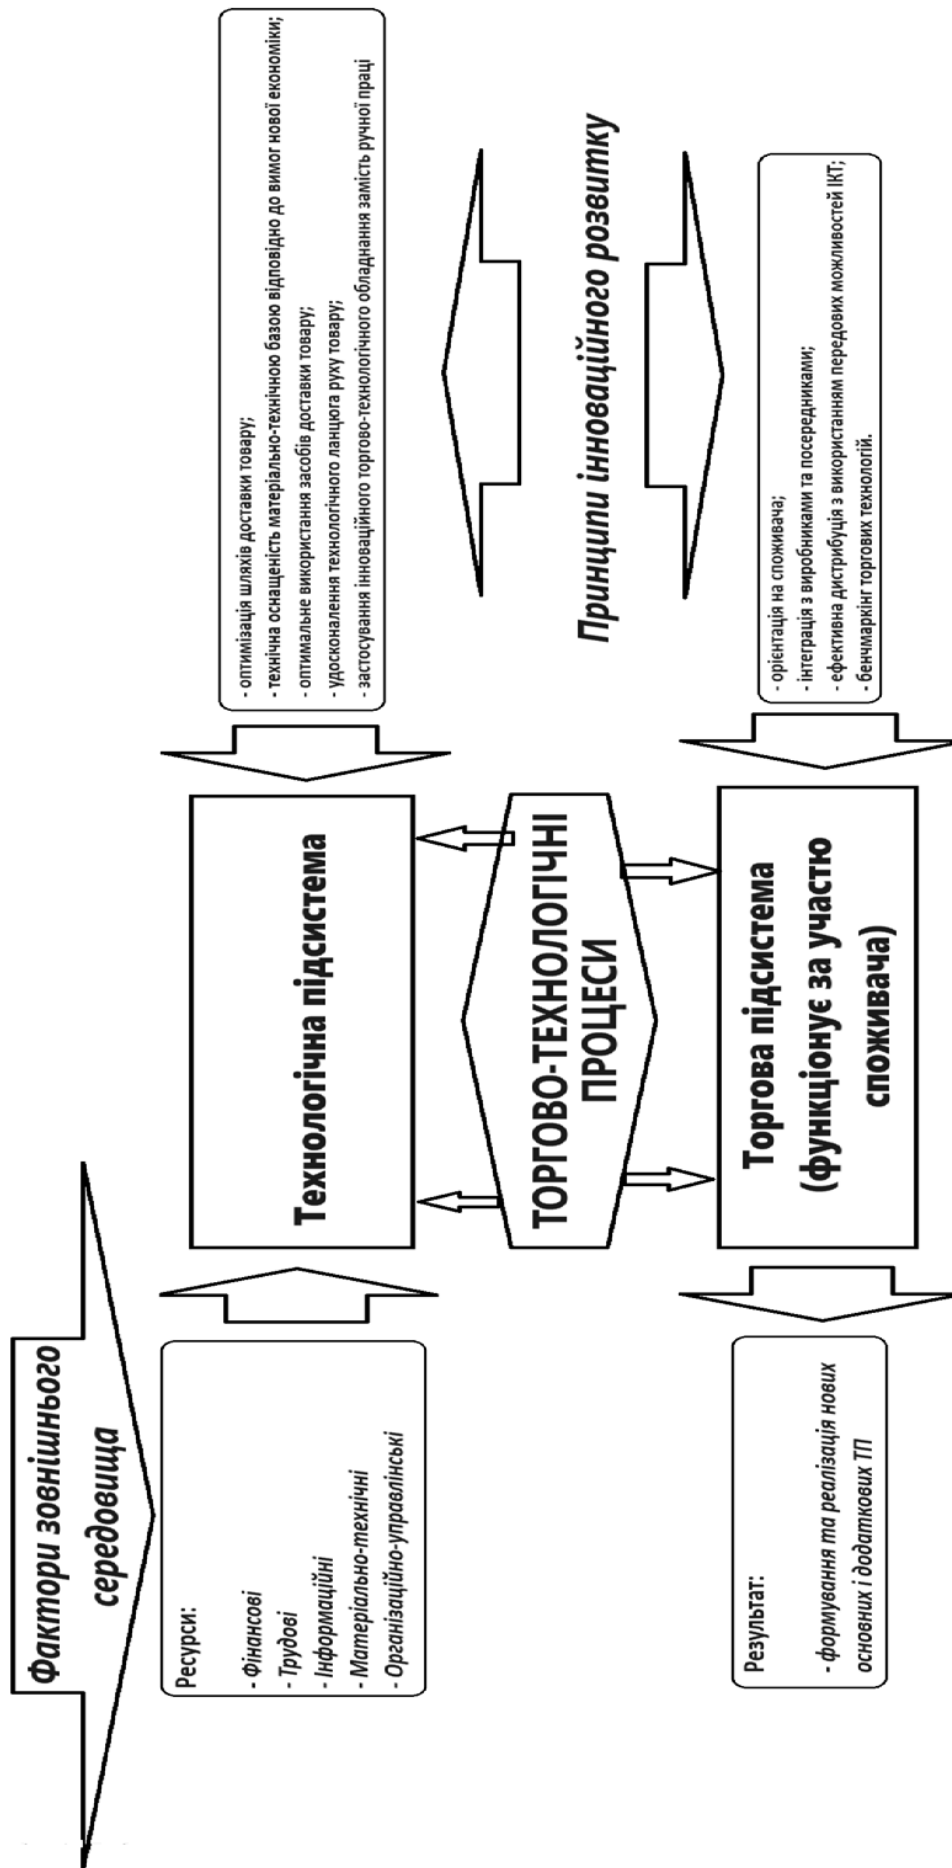 Фактори зовнішнього
середовища
Ресурси:
- Фінансові
- Трудові
- Інформаційні
- Матеріально-технічні
- Організаційно-управлінські
Технологічна підсистема
- оптимізація шляхів доставки товару;
- технічна оснащеність матеріально-технічною базою відповідно до вимог нової економіки;
- оптимальне використання засобів доставки товару;
- удосконалення технологічного ланцюга руху товару;
- застосування інноваційного торгово-технологічного обладнання замість ручної праці
ТОРГОВО-ТЕХНОЛОГІЧНІ
ПРОЦЕСИ
Принципи інноваційного розвитку
Результат:
- формування та реалізація нових
основних і додаткових ТП
Торгова підсистема
(функціонує за участю
споживача)
- орієнтація на споживача;
- інтеграція з виробниками та посередниками;
- ефективна дистрибуція з використанням передових можливостей ІКТ;
- бенчмаркінг торгових технологій.